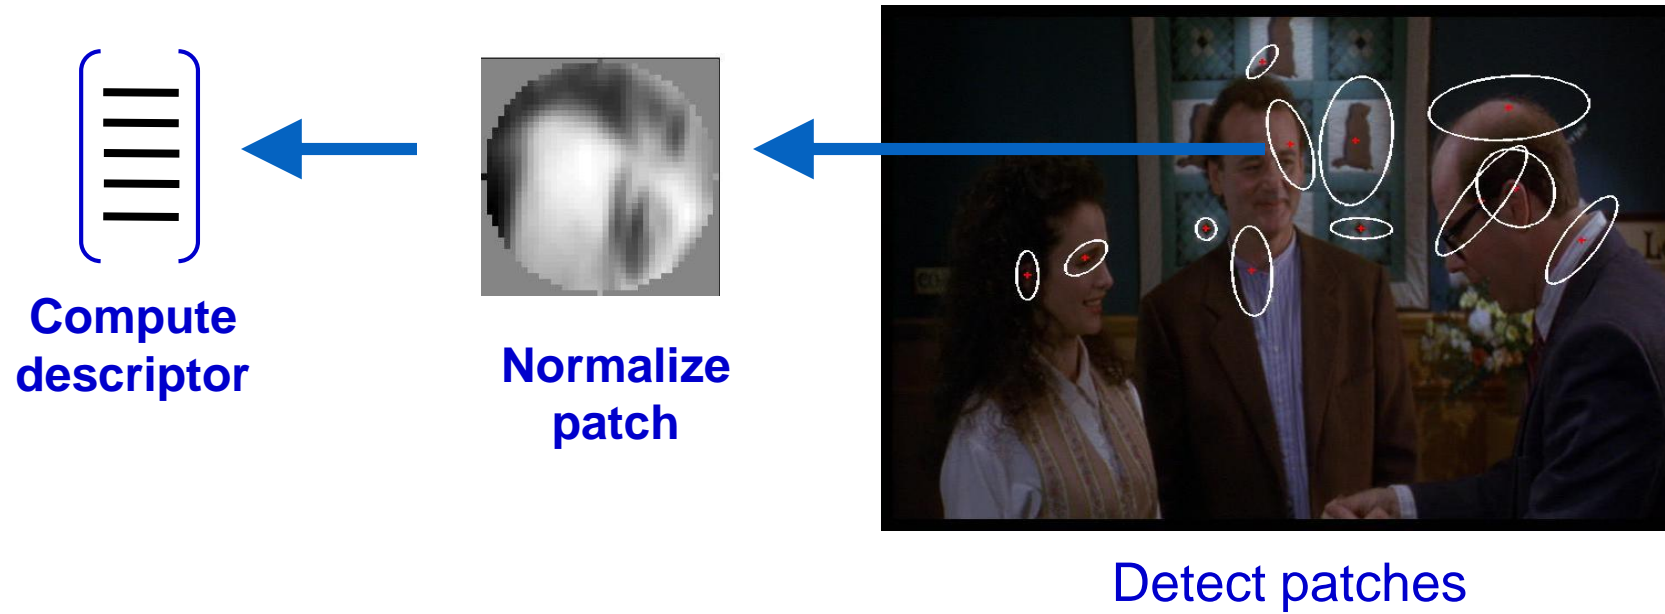 Compute
descriptor
Normalize
patch
Detect patches